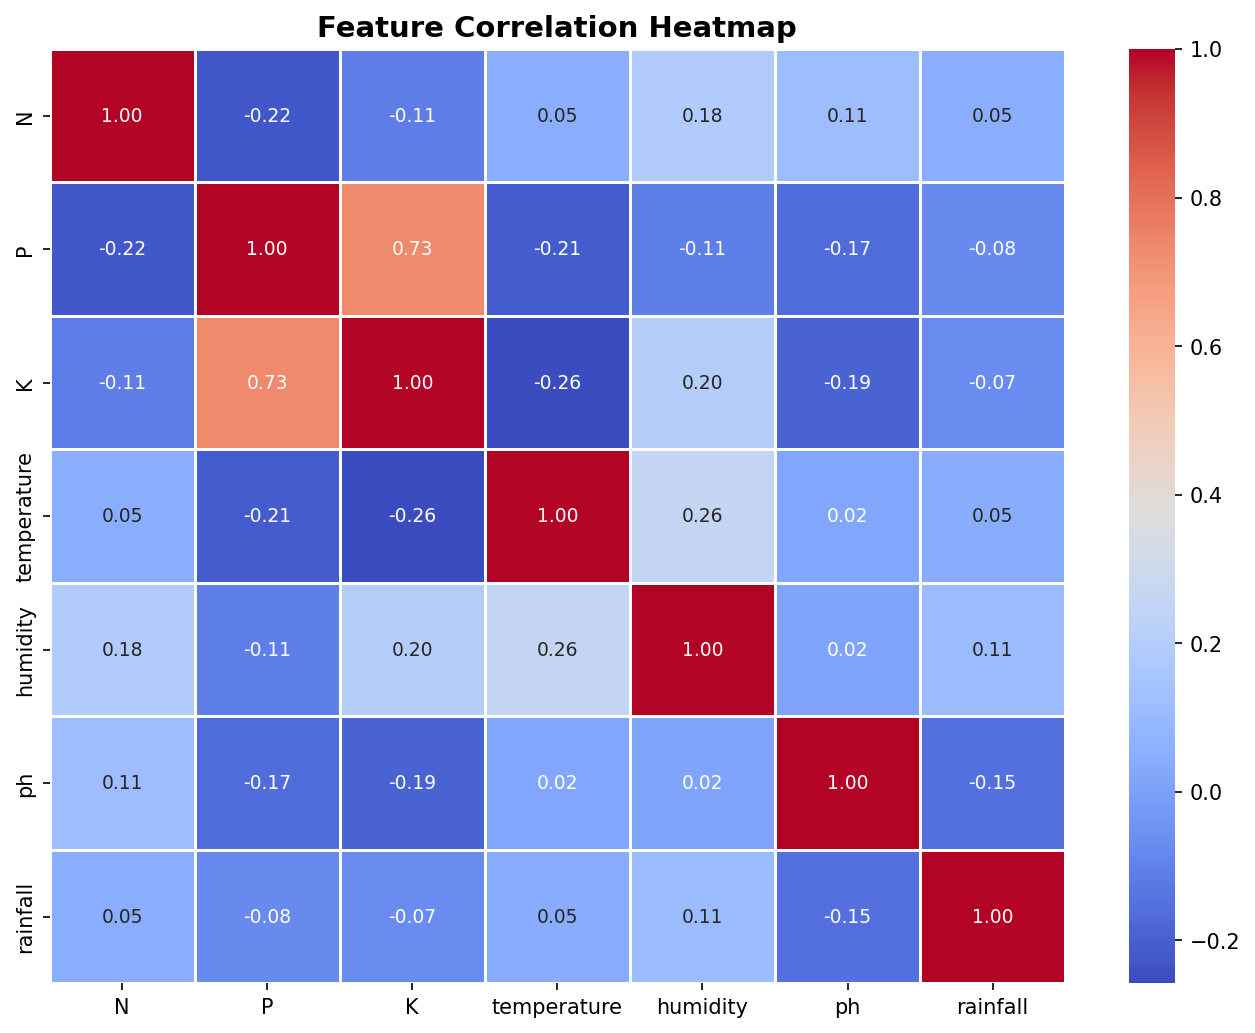 Feature Correlation Heatmap
N 1.00 -0.22 -0.11 0.05 0.18 0.11 0.05
P -0.22 1.00 0.73 -0.21 -0.11 -0.17 -0.08
K -0.11 0.73 1.00 -0.26 0.20 -0.19 -0.07
temperature 0.05 -0.21 -0.26 1.00 0.26 0.02 0.05
humidity 0.18 -0.11 0.20 0.26 1.00 0.02 0.11
ph 0.11 -0.17 -0.19 0.02 0.02 1.00 -0.15
rainfall 0.05 -0.08 -0.07 0.05 0.11 -0.15 1.00
N P K temperature humidity ph rainfall
1.0
0.8
0.6
0.4
0.2
0.0
−0.2